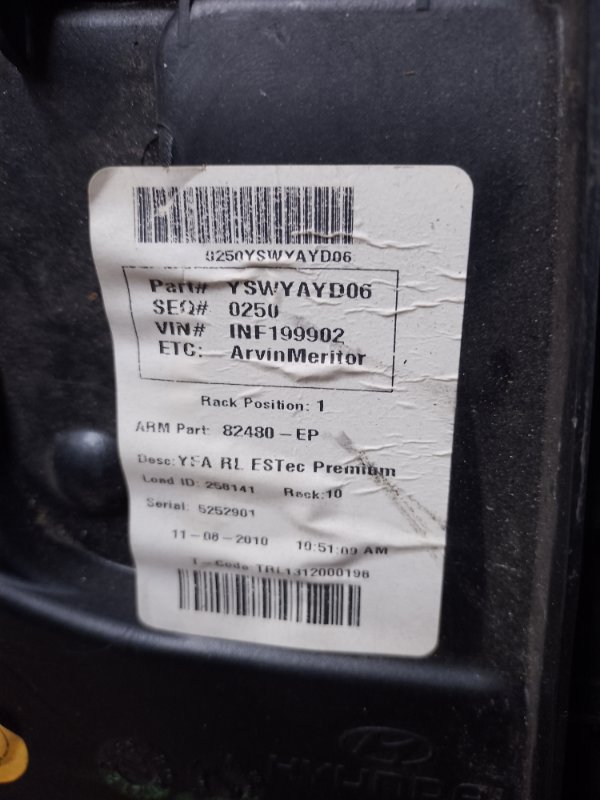 0250YSWYAYD06
Part# YSWYAYD06
SEQ# 0250
VIN# INF199902
ETC: ArvinMeritor
Rack Position: 1
ARM Part: 82480-EP
Desc: YFA RL ESTec Premium
Load ID: 258141 Rack: 10
Serial: 5252901
11-08-2010 10:51:09 AM
T-Code TRL1312000198
HYUNDAI